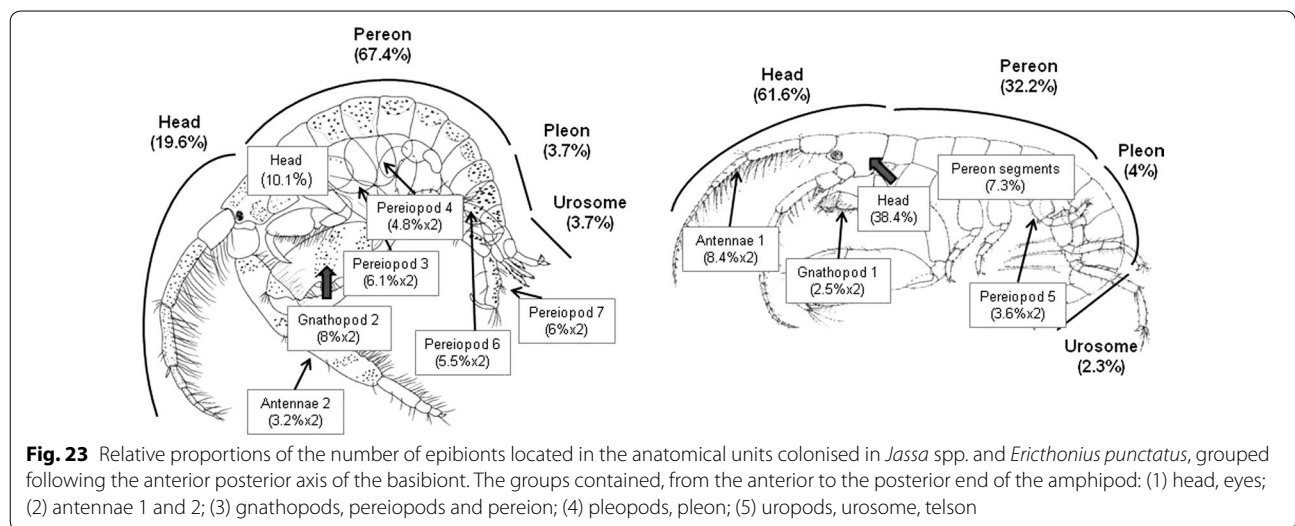 Pereon
(67.4%)
Head
(19.6%)
Head
(10.1%)
Pleon
(3.7%)
Urosome
(3.7%)
Pereiopod 4
(4.8%x2)
Pereiopod 3
(6.1%x2)
Gnathopod 2
(8%x2)
Pereiopod 7
(6%x2)
Pereiopod 6
(5.5%x2)
Antennae 2
(3.2%x2)
Head
(61.6%)
Pereon
(32.2%)
Pleon
(4%)
Pereon segments
(7.3%)
Head
(38.4%)
Antennae 1
(8.4%x2)
Gnathopod 1
(2.5%x2)
Pereiopod 5
(3.6%x2)
Urosome
(2.3%)
Fig. 23 Relative proportions of the number of epibionts located in the anatomical units colonised in Jassa spp. and Ericthonius punctatus, grouped
following the anterior posterior axis of the basibiont. The groups contained, from the anterior to the posterior end of the amphipod: (1) head, eyes;
(2) antennae 1 and 2; (3) gnathopods, pereiopods and pereion; (4) pleopods, pleon; (5) uropods, urosome, telson